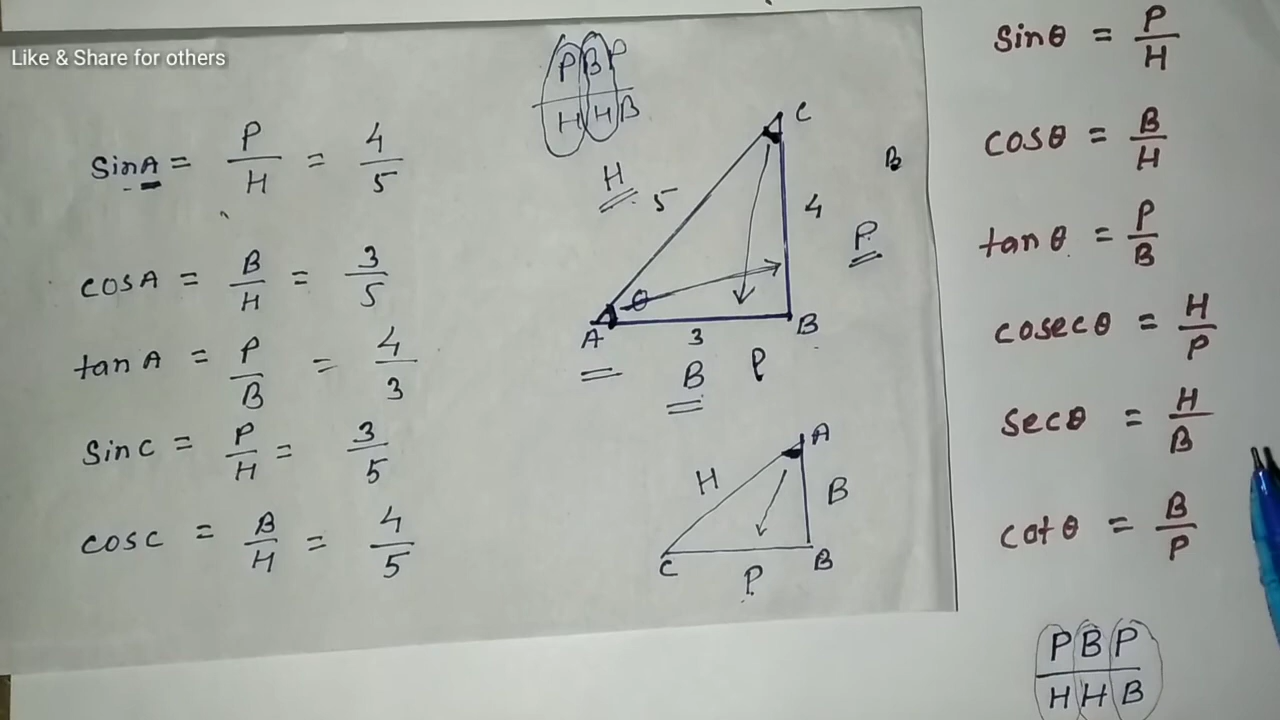 Like & Share for others
SinA = P/H = 4/5
cosA = B/H = 3/5
tan A = P/B = 4/3
Sinc = P/H = 3/5
cosc = B/H = 4/5
P B P
H H B
C
H
5
4
B
P
θ
A
3
B
B
P
A
H
B
C
B
P
Sinθ = P/H
cosθ = B/H
tanθ = P/B
cosecθ = H/P
Secθ = H/B
cotθ = B/P
P B P
H H B